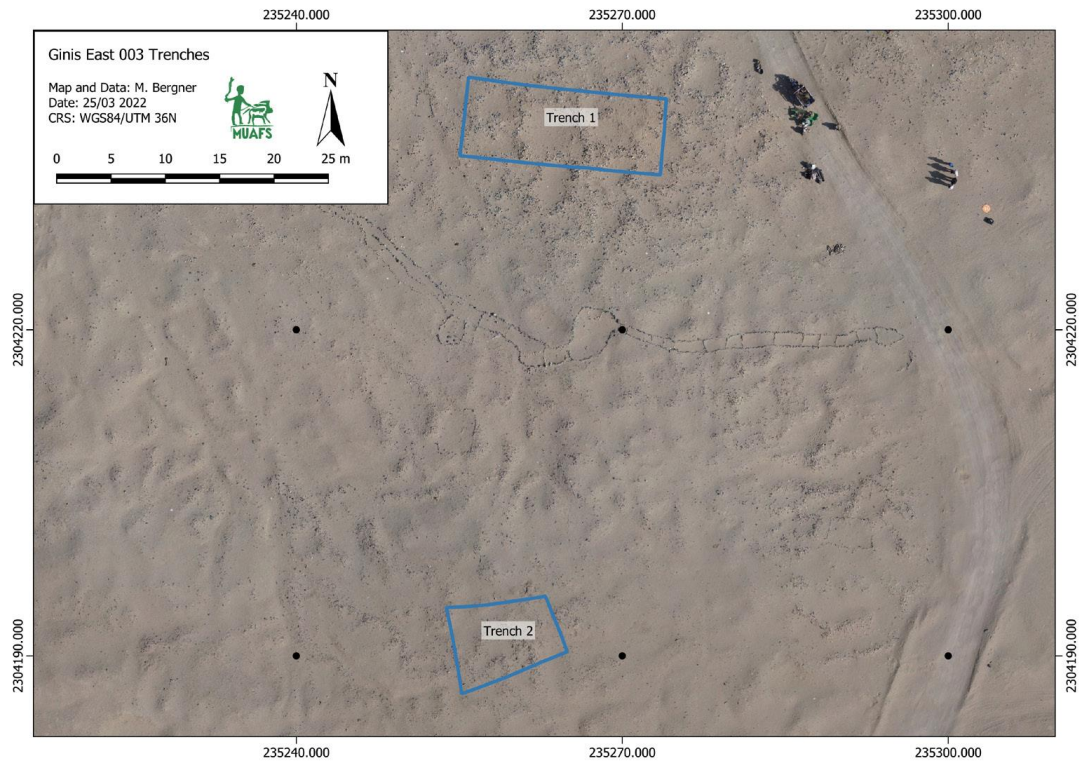 235240.000 235270.000 235300.000
Ginis East 003 Trenches
Map and Data: M. Bergner
Date: 25/03 2022
CRS: WGS84/UTM 36N
MUAFS
N
0 5 10 15 20 25 m
Trench 1
2304220.000 2304220.000
Trench 2
2304190.000 2304190.000
235240.000 235270.000 235300.000